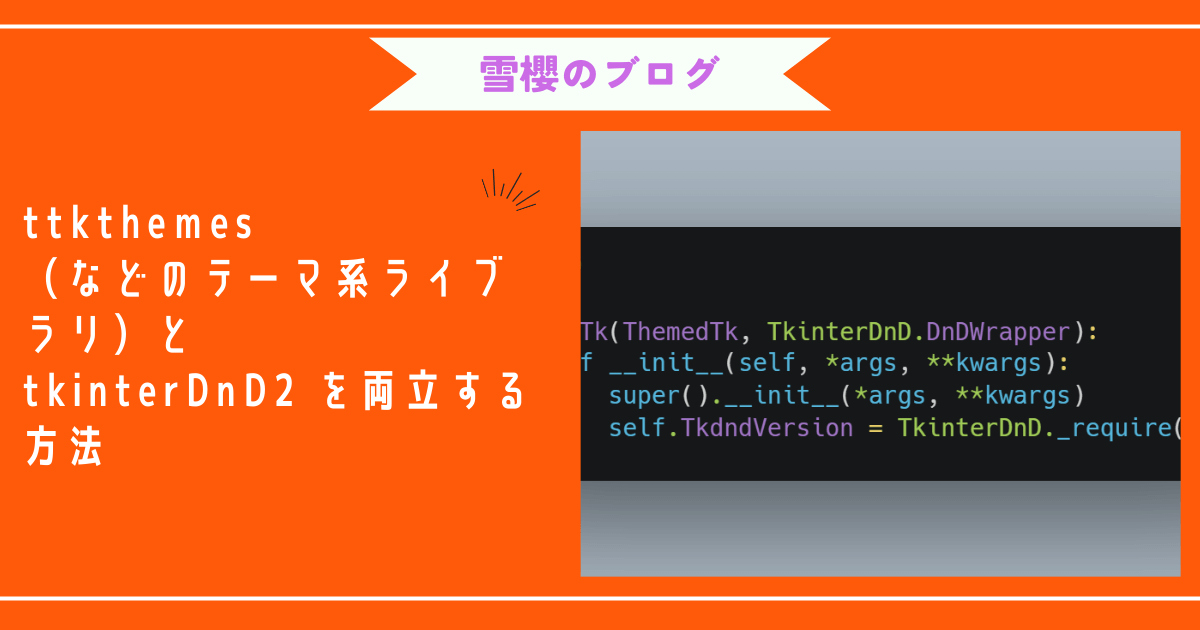 雪櫻のブログ
ttkthemes
（などのテーマ系ライブ
ラリ）と
tkinterDnD2 を両立する
方法
Tk(ThemedTk, TkinterDnD.DnDWrapper):
f __init__(self, *args, **kwargs):
super().__init__(*args, **kwargs)
self.TkdndVersion = TkinterDnD._require(